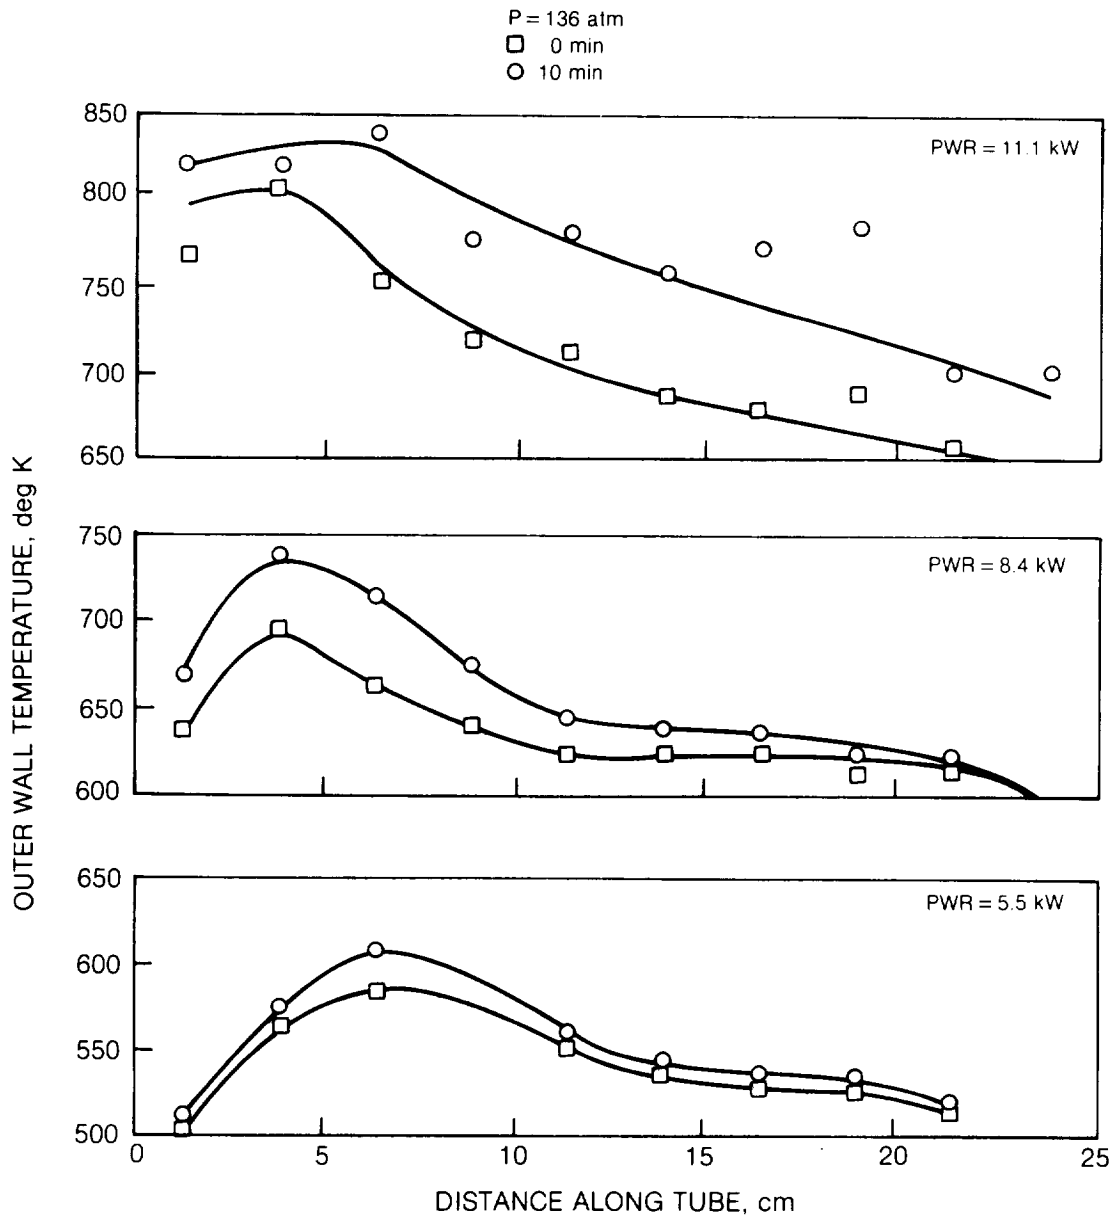 P = 136 atm
0 min
10 min
850
800
750
700
650
PWR = 11.1 kW
750
700
650
600
PWR = 8.4 kW
650
600
550
500
PWR = 5.5 kW
0 5 10 15 20 25
OUTER WALL TEMPERATURE, deg K
DISTANCE ALONG TUBE, cm